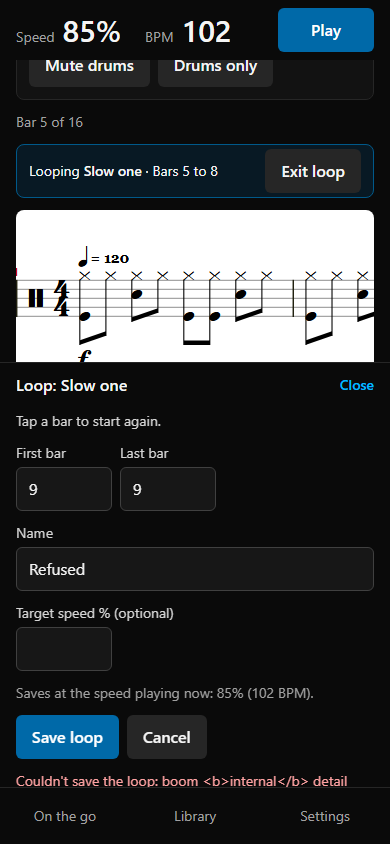 Speed 85% BPM 102 Play
Mute drums Drums only
Bar 5 of 16
Looping Slow one · Bars 5 to 8 Exit loop
= 120
4
4
f
Loop: Slow one Close
Tap a bar to start again.
First bar Last bar
9 9
Name
Refused
Target speed % (optional)
Saves at the speed playing now: 85% (102 BPM).
Save loop Cancel
Couldn't save the loop: boom <b>internal</b> detail
On the go Library Settings